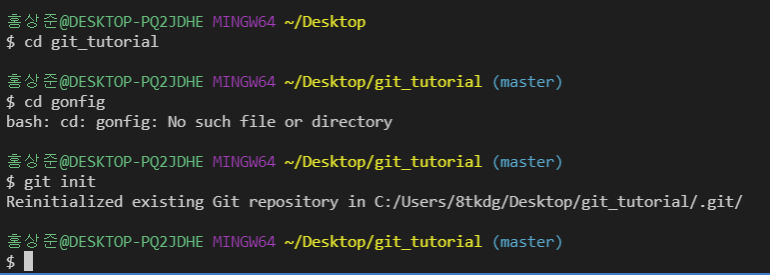 홍상준@DESKTOP-PQ2JDHE MINGW64 ~/Desktop
$ cd git_tutorial
홍상준@DESKTOP-PQ2JDHE MINGW64 ~/Desktop/git_tutorial (master)
$ cd gonfig
bash: cd: gonfig: No such file or directory
홍상준@DESKTOP-PQ2JDHE MINGW64 ~/Desktop/git_tutorial (master)
$ git init
Reinitialized existing Git repository in C:/Users/8tkdg/Desktop/git_tutorial/.git/
홍상준@DESKTOP-PQ2JDHE MINGW64 ~/Desktop/git_tutorial (master)
$